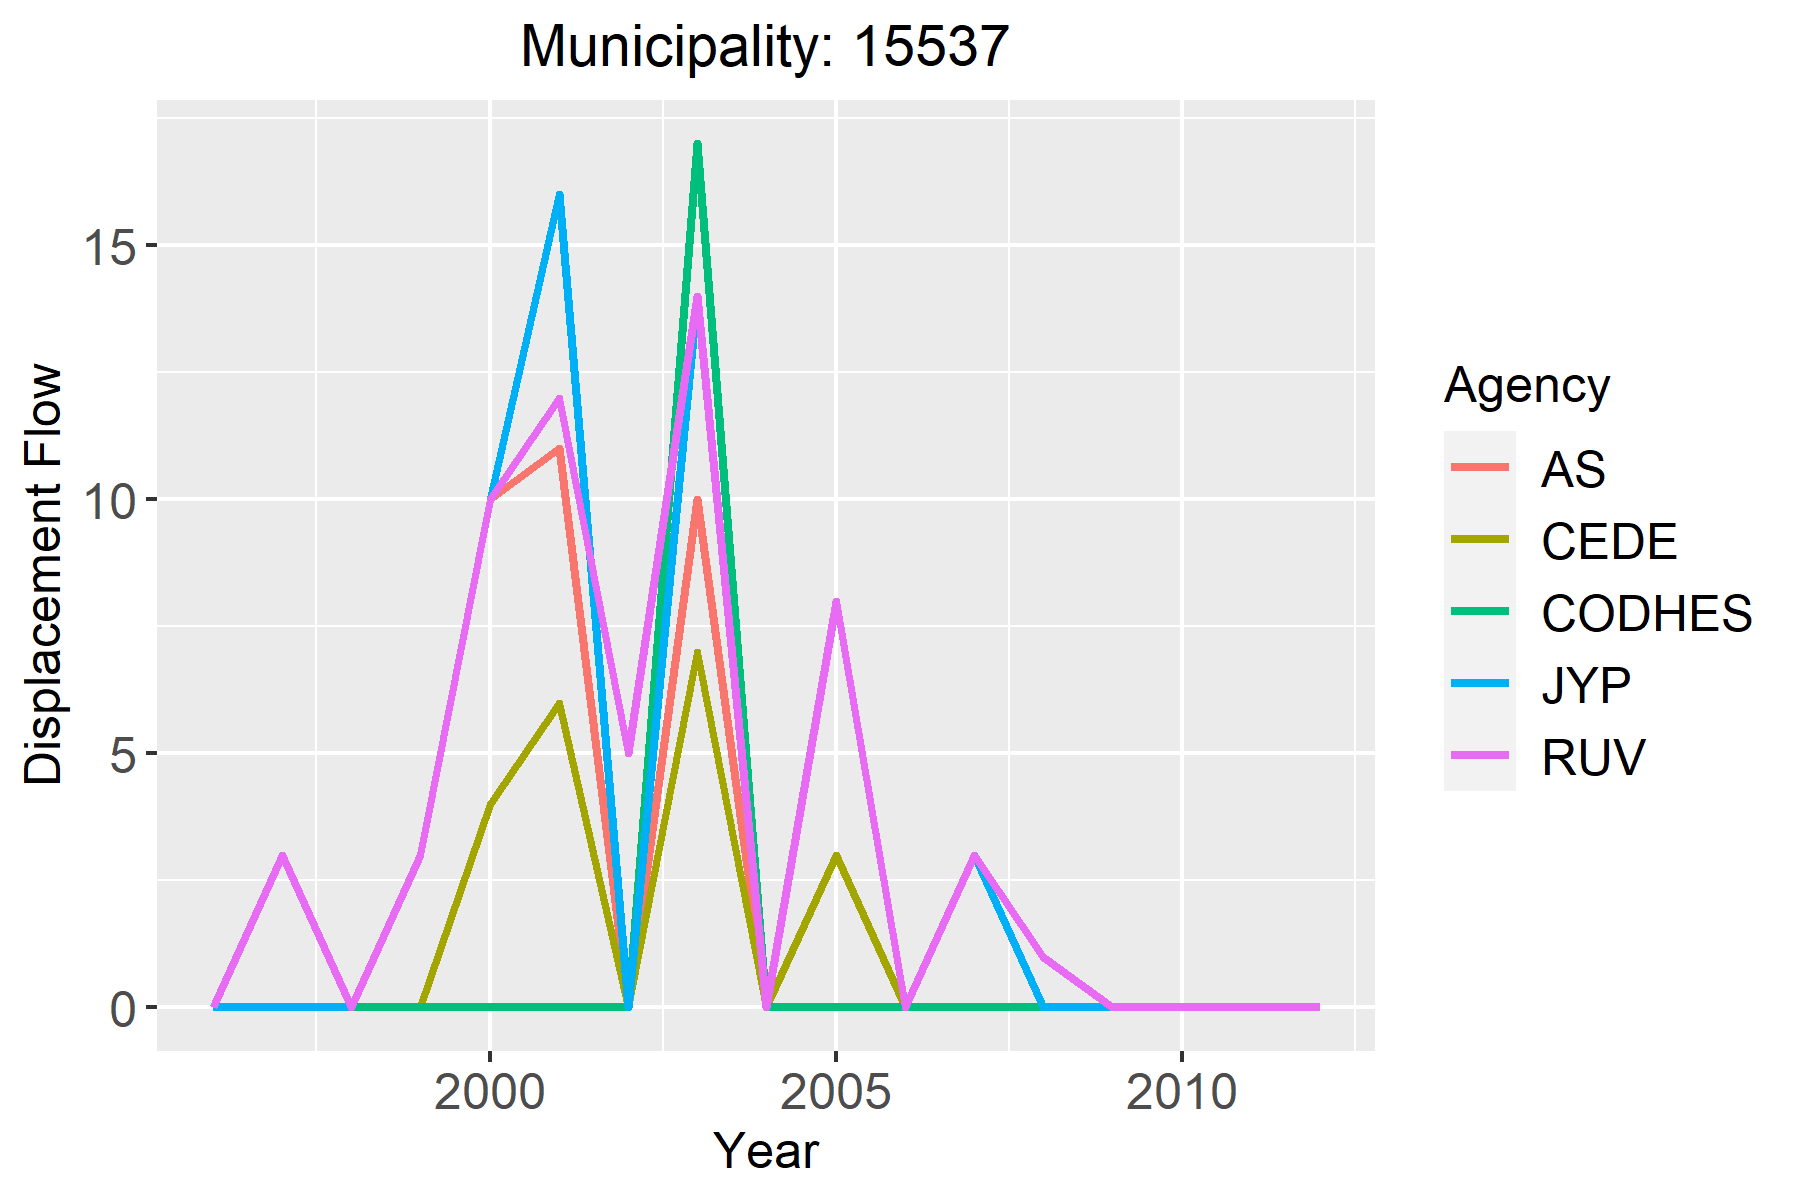 Municipality: 15537
Displacement Flow
15
10
5
0
2000 2005 2010
Year
Agency
AS
CEDE
CODHES
JYP
RUV